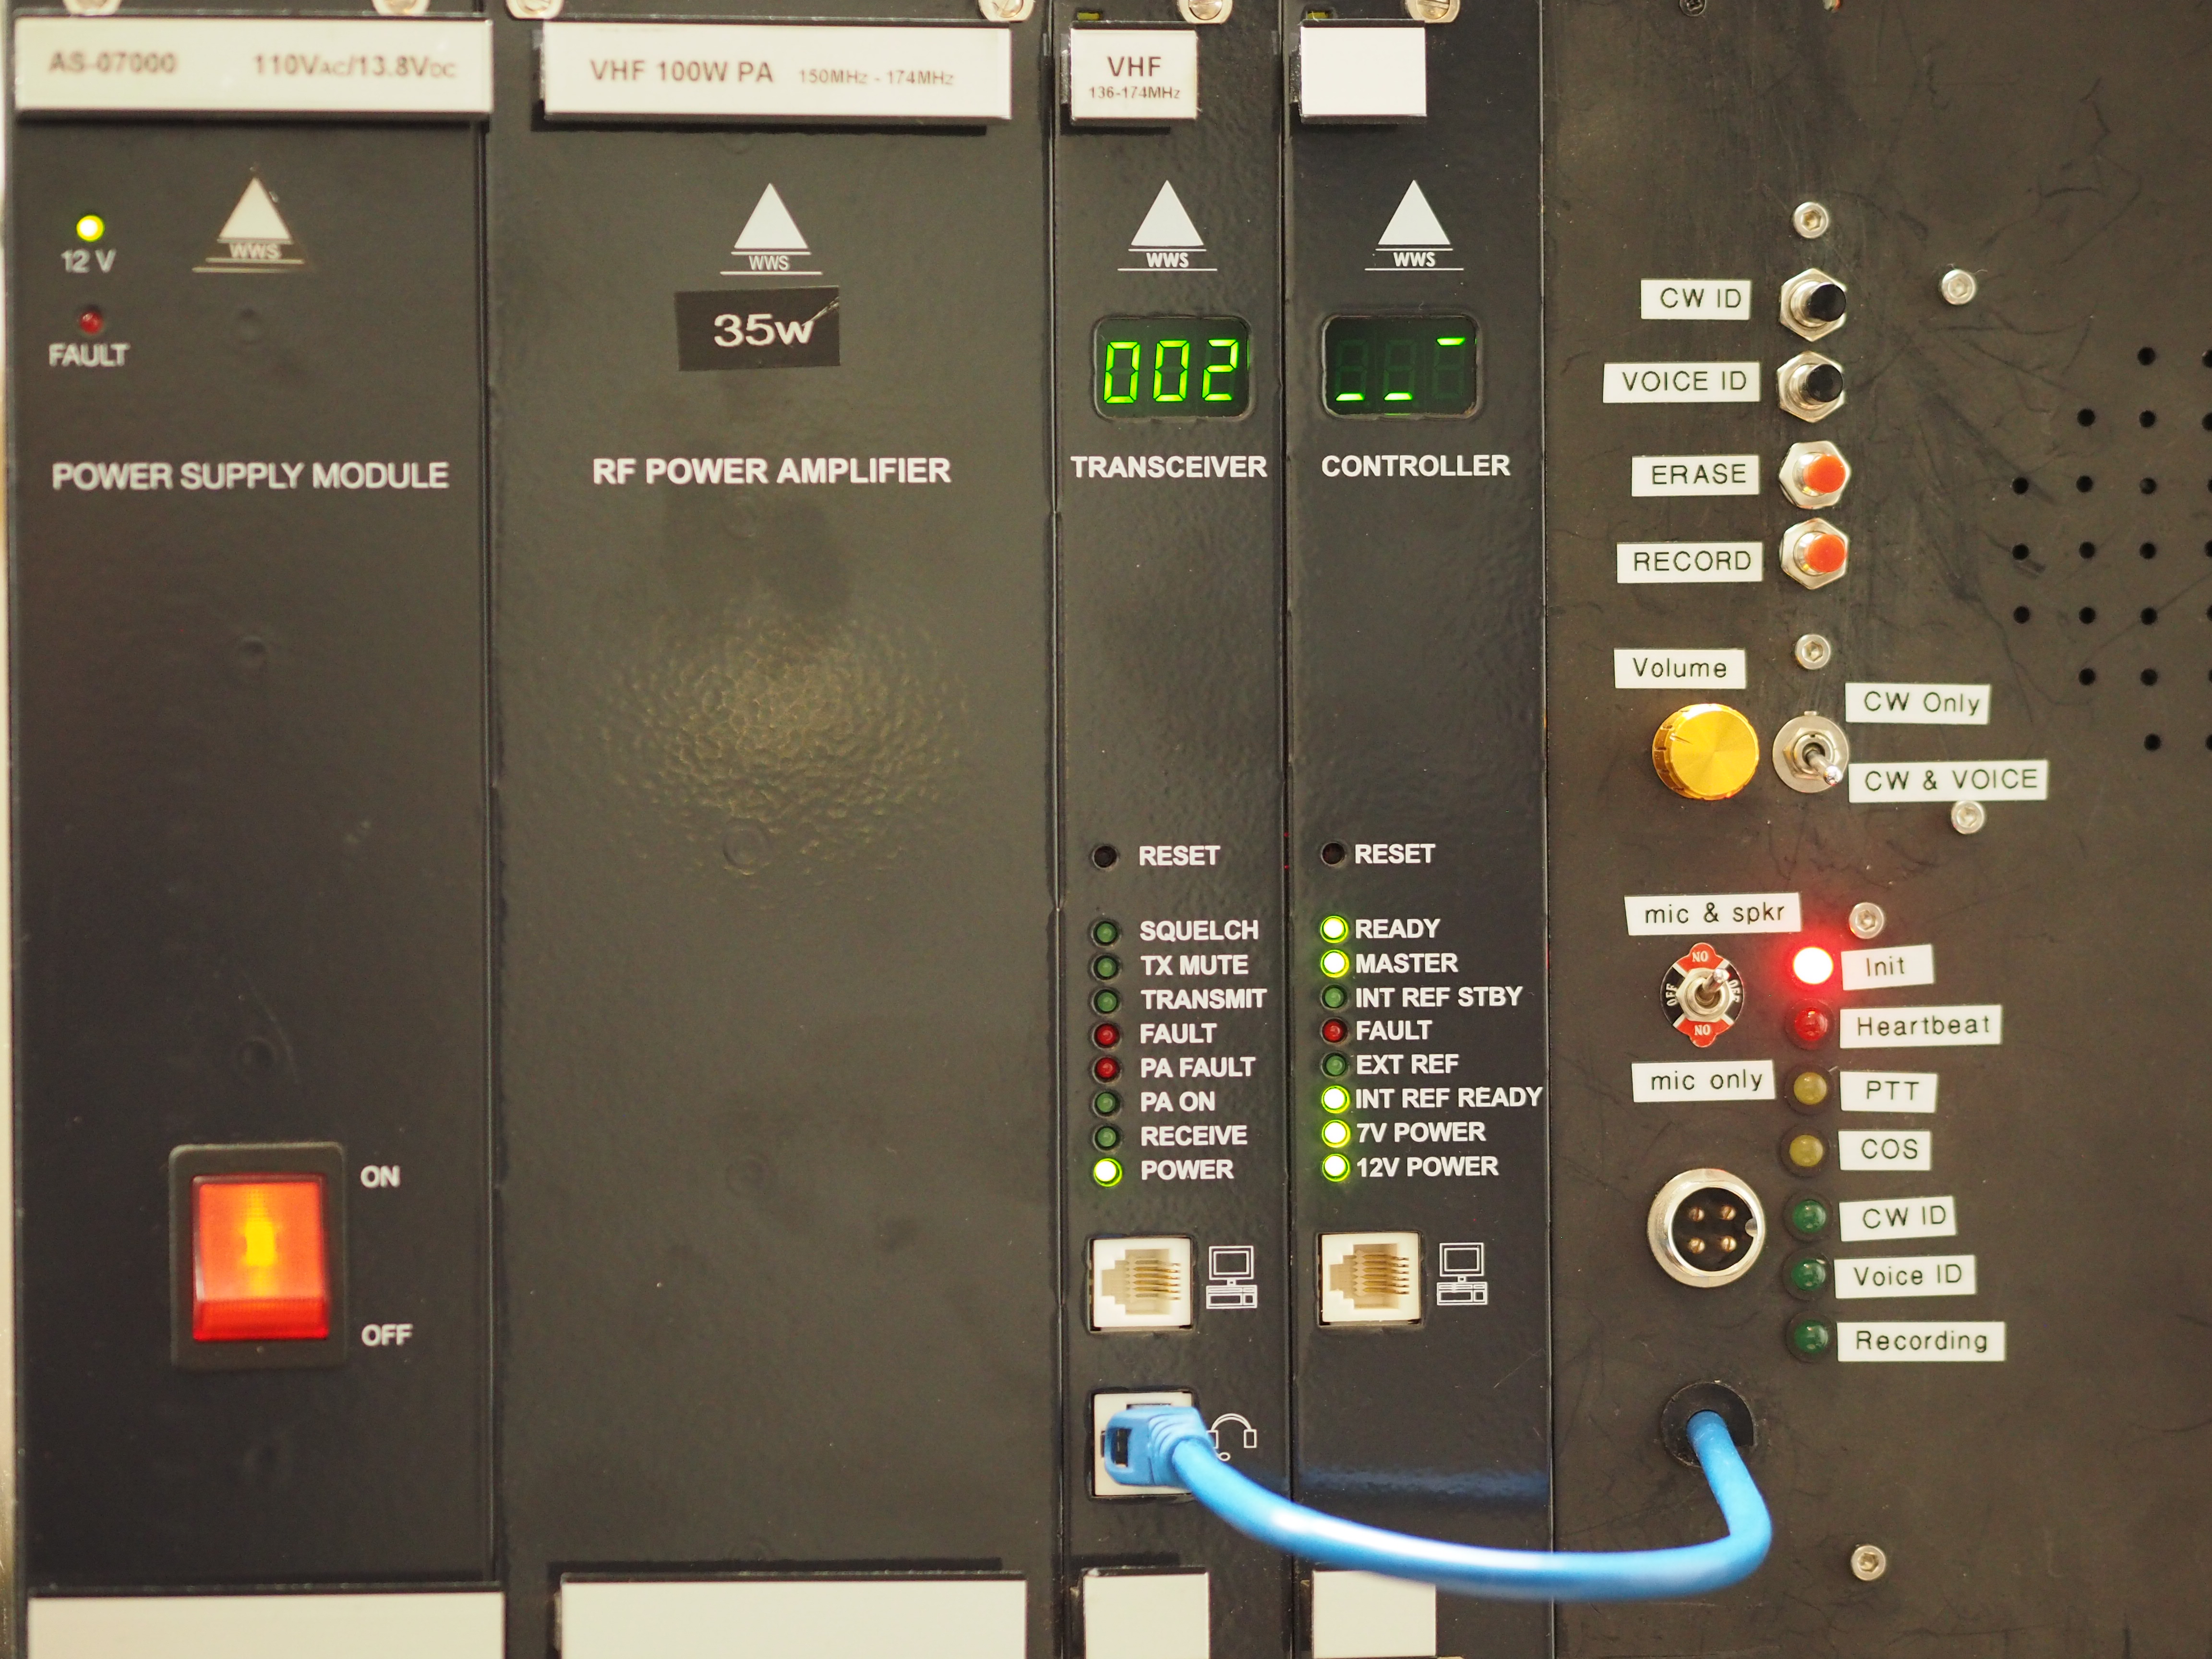 AS-07000 110VAC/13.8VDC
WWS
12 V
FAULT
POWER SUPPLY MODULE
ON
OFF
VHF 100W PA 150MHz - 174MHz
WWS
35w
RF POWER AMPLIFIER
VHF
136-174MHz
WWS
002
TRANSCEIVER
RESET
SQUELCH
TX MUTE
TRANSMIT
FAULT
PA FAULT
PA ON
RECEIVE
POWER
WWS
CONTROLLER
RESET
READY
MASTER
INT REF STBY
FAULT
EXT REF
INT REF READY
7V POWER
12V POWER
CW ID
VOICE ID
ERASE
RECORD
Volume
CW Only
CW & VOICE
mic & spkr
ON
OFF
OFF
ON
mic only
Init
Heartbeat
PTT
COS
CW ID
Voice ID
Recording